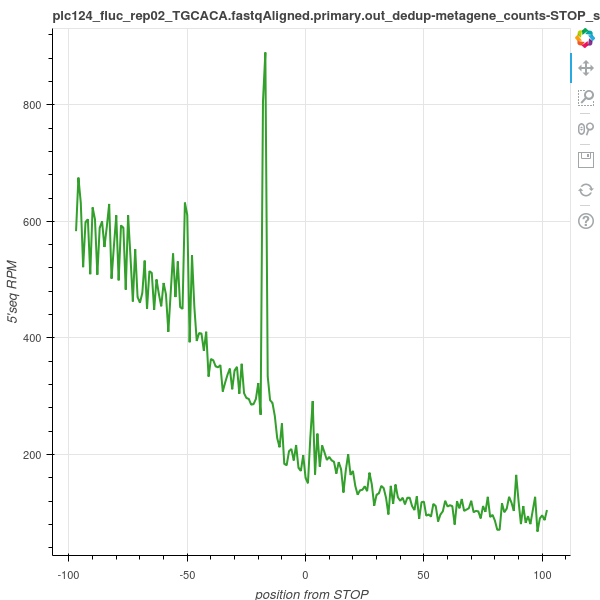 plc124_fluc_rep02_TGCACA.fastqAligned.primary.out_dedup-metagene_counts-STOP_s
800
600
400
200
5'seq RPM
-100 -50 0 50 100
position from STOP